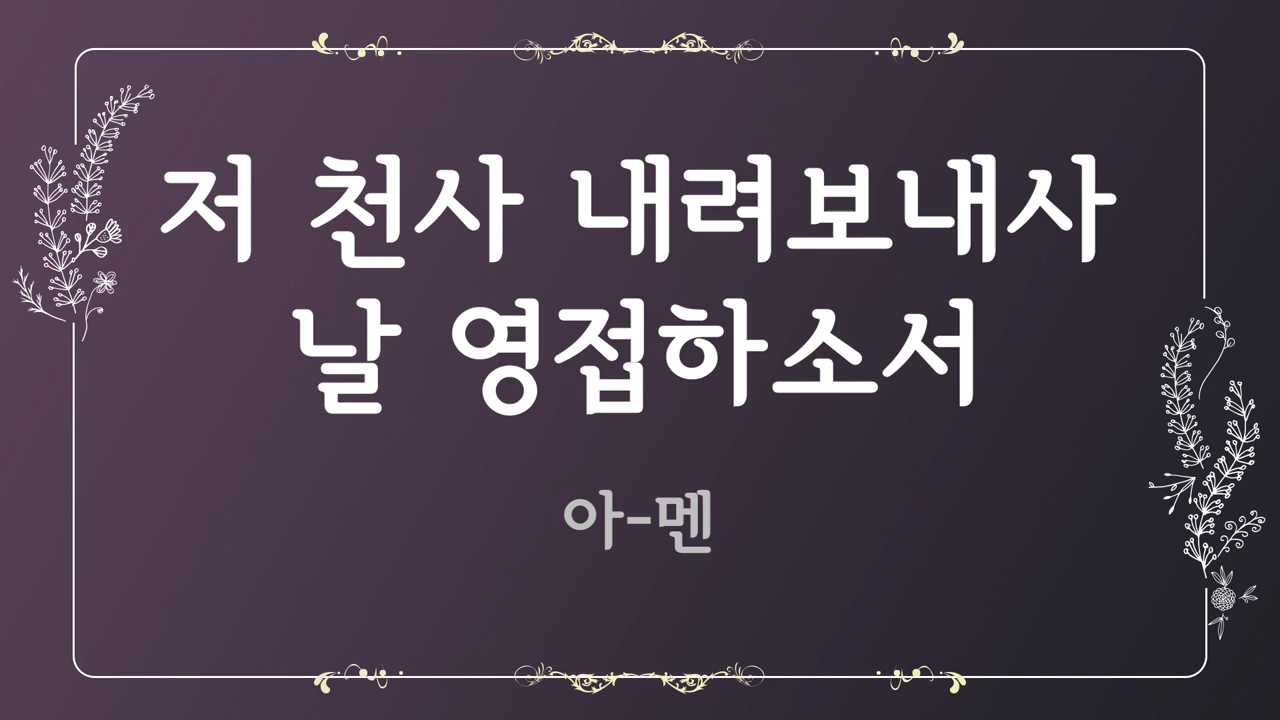 저 천사 내려보내사
날 영접하소서
아-멘